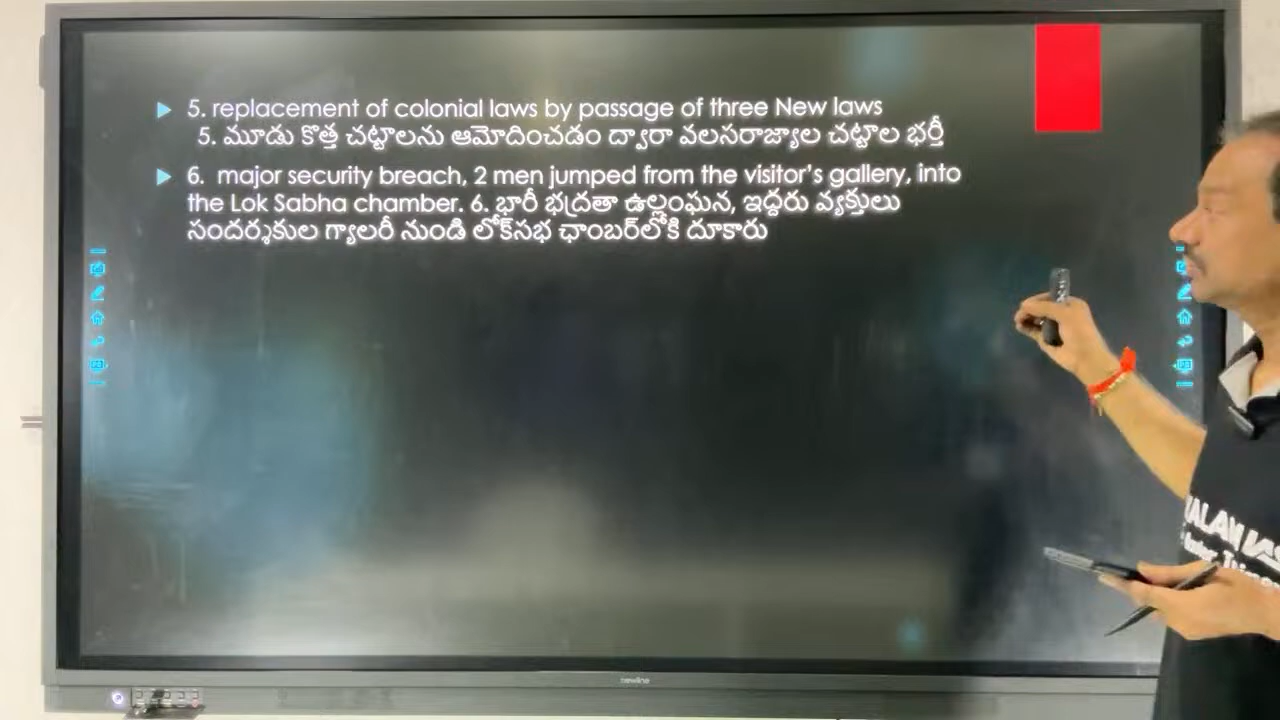 5. replacement of colonial laws by passage of three New laws
5. మూడు కొత్త చట్టాలను ఆమోదించడం ద్వారా వలసరాజ్యాల చట్టాల భర్తీ
6. major security breach, 2 men jumped from the visitor's gallery, into
the Lok Sabha chamber. 6. భారీ భద్రతా ఉల్లంఘన, ఇద్దరు వ్యక్తులు
సందర్శకుల గ్యాలరీ నుండి లోక్‌సభ ఛాంబర్‌లోకి దూకారు
newline